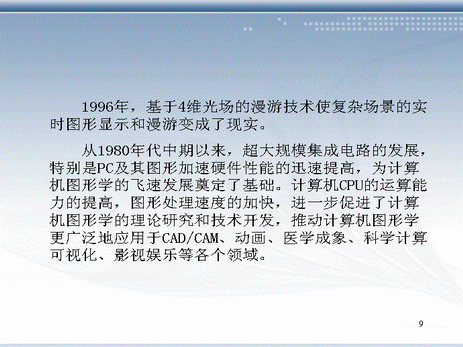 1996年，基于4维光场的漫游技术使复杂场景的实
时图形显示和漫游变成了现实。
从1980年代中期以来，超大规模集成电路的发展，
特别是PC及其图形加速硬件性能的迅速提高，为计算
机图形学的飞速发展奠定了基础。计算机CPU的运算能
力的提高，图形处理速度的加快，进一步促进了计算
机图形学的理论研究和技术开发，推动计算机图形学
更广泛地应用于CAD/CAM、动画、医学成象、科学计算
可视化、影视娱乐等各个领域。
9